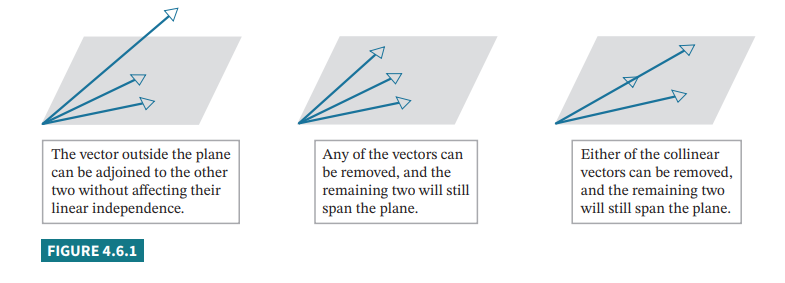 The vector outside the plane
can be adjoined to the other
two without affecting their
linear independence.
Any of the vectors can
be removed, and the
remaining two will still
span the plane.
Either of the collinear
vectors can be removed,
and the remaining two
will still span the plane.
FIGURE 4.6.1